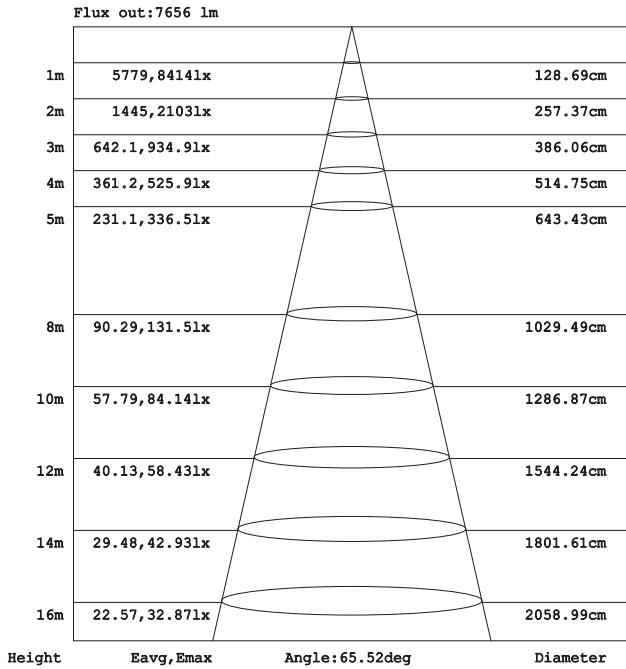 Flux out:7656 lm
1m 5779,8414lx 128.69cm
2m 1445,2103lx 257.37cm
3m 642.1,934.9lx 386.06cm
4m 361.2,525.9lx 514.75cm
5m 231.1,336.5lx 643.43cm
8m 90.29,131.5lx 1029.49cm
10m 57.79,84.14lx 1286.87cm
12m 40.13,58.43lx 1544.24cm
14m 29.48,42.93lx 1801.61cm
16m 22.57,32.87lx 2058.99cm
Height Eavg,Emax Angle:65.52deg Diameter